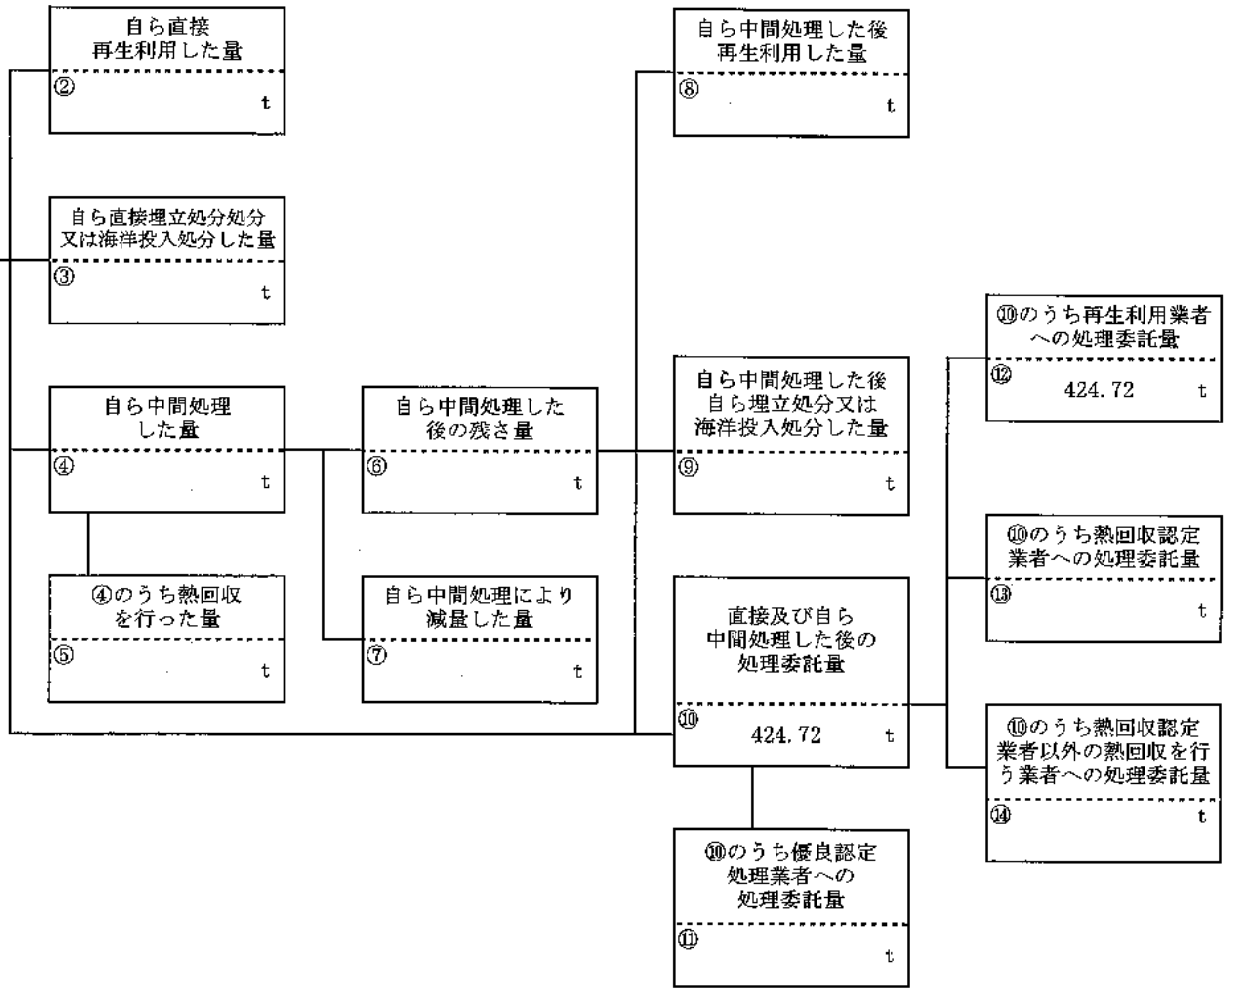 自ら直接
再生利用した量
②
t
自ら直接埋立処分処分
又は海洋投入処分した量
③
t
自ら中間処理
した量
④
t
④のうち熱回収
を行った量
⑤
t
自ら中間処理した
後の残さ量
⑥
t
自ら中間処理により
減量した量
⑦
t
自ら中間処理した後
再生利用した量
⑧
t
自ら中間処理した後
自ら埋立処分又は
海洋投入処分した量
⑨
t
直接及び自ら
中間処理した後の
処理委託量
⑩
424.72 t
⑩のうち優良認定
処理業者への
処理委託量
⑪
t
⑩のうち再生利用業者
への処理委託量
⑫
424.72 t
⑩のうち熱回収認定
業者への処理委託量
⑬
t
⑩のうち熱回収認定
業者以外の熱回収を行
う業者への処理委託量
⑭ t